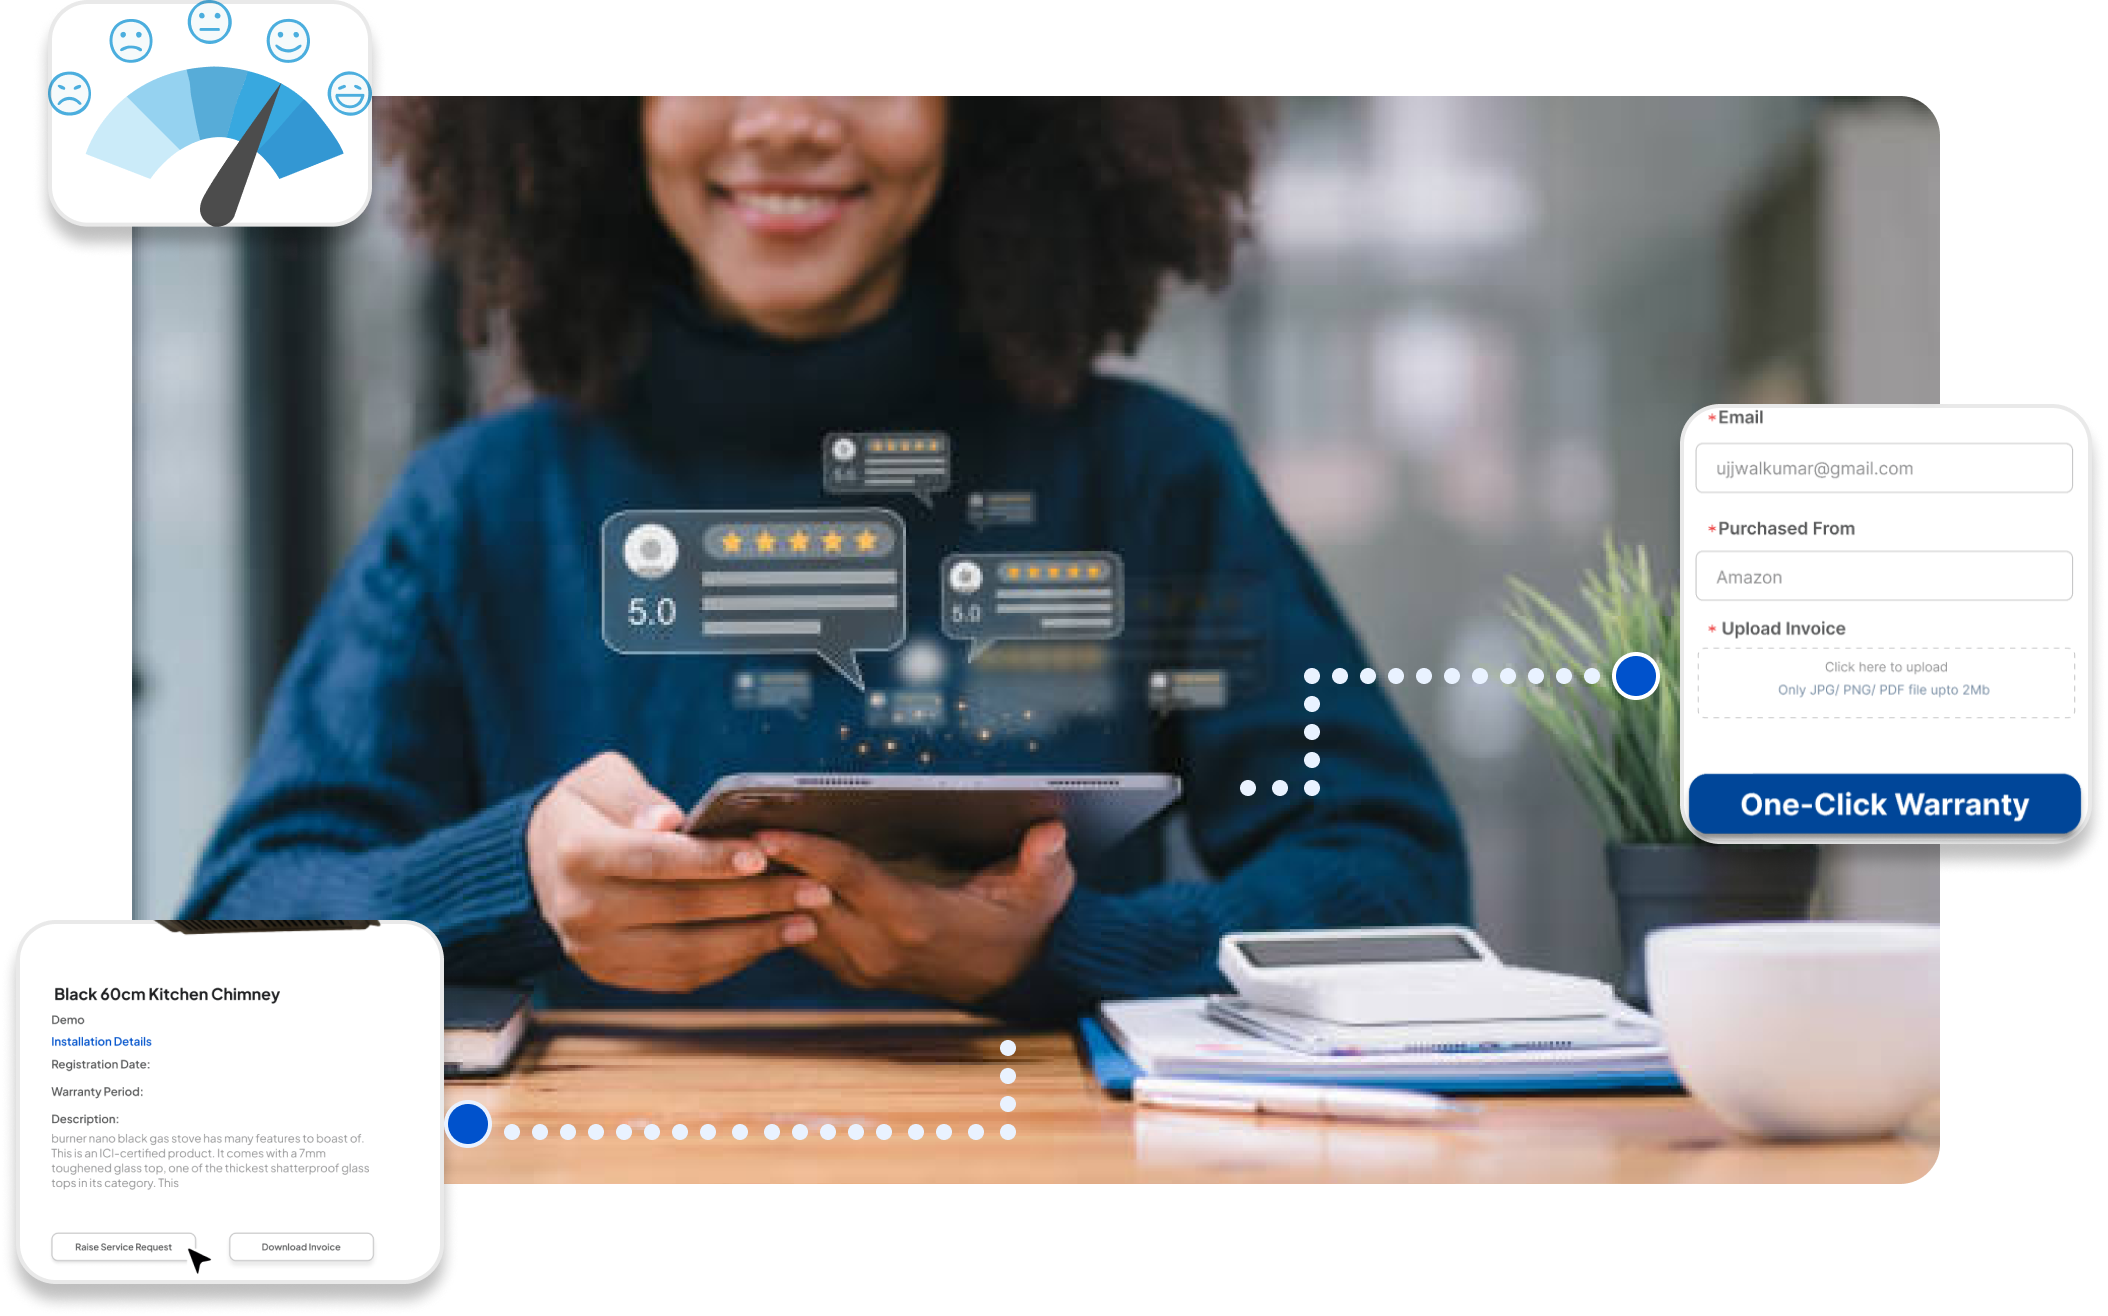 5.0
5.0
*Email
ujjwalkumar@gmail.com
*Purchased From
Amazon
* Upload Invoice
Click here to upload
Only JPG/ PNG/ PDF file upto 2Mb
One-Click Warranty
Black 60cm Kitchen Chimney
Demo
Installation Details
Registration Date:
Warranty Period:
Description:
burner nano black gas stove has many features to boast of.
This is an ICI-certified product. It comes with a 7mm
toughened glass top, one of the thickest shatterproof glass
tops in its category. This
Raise Service Request
Download Invoice